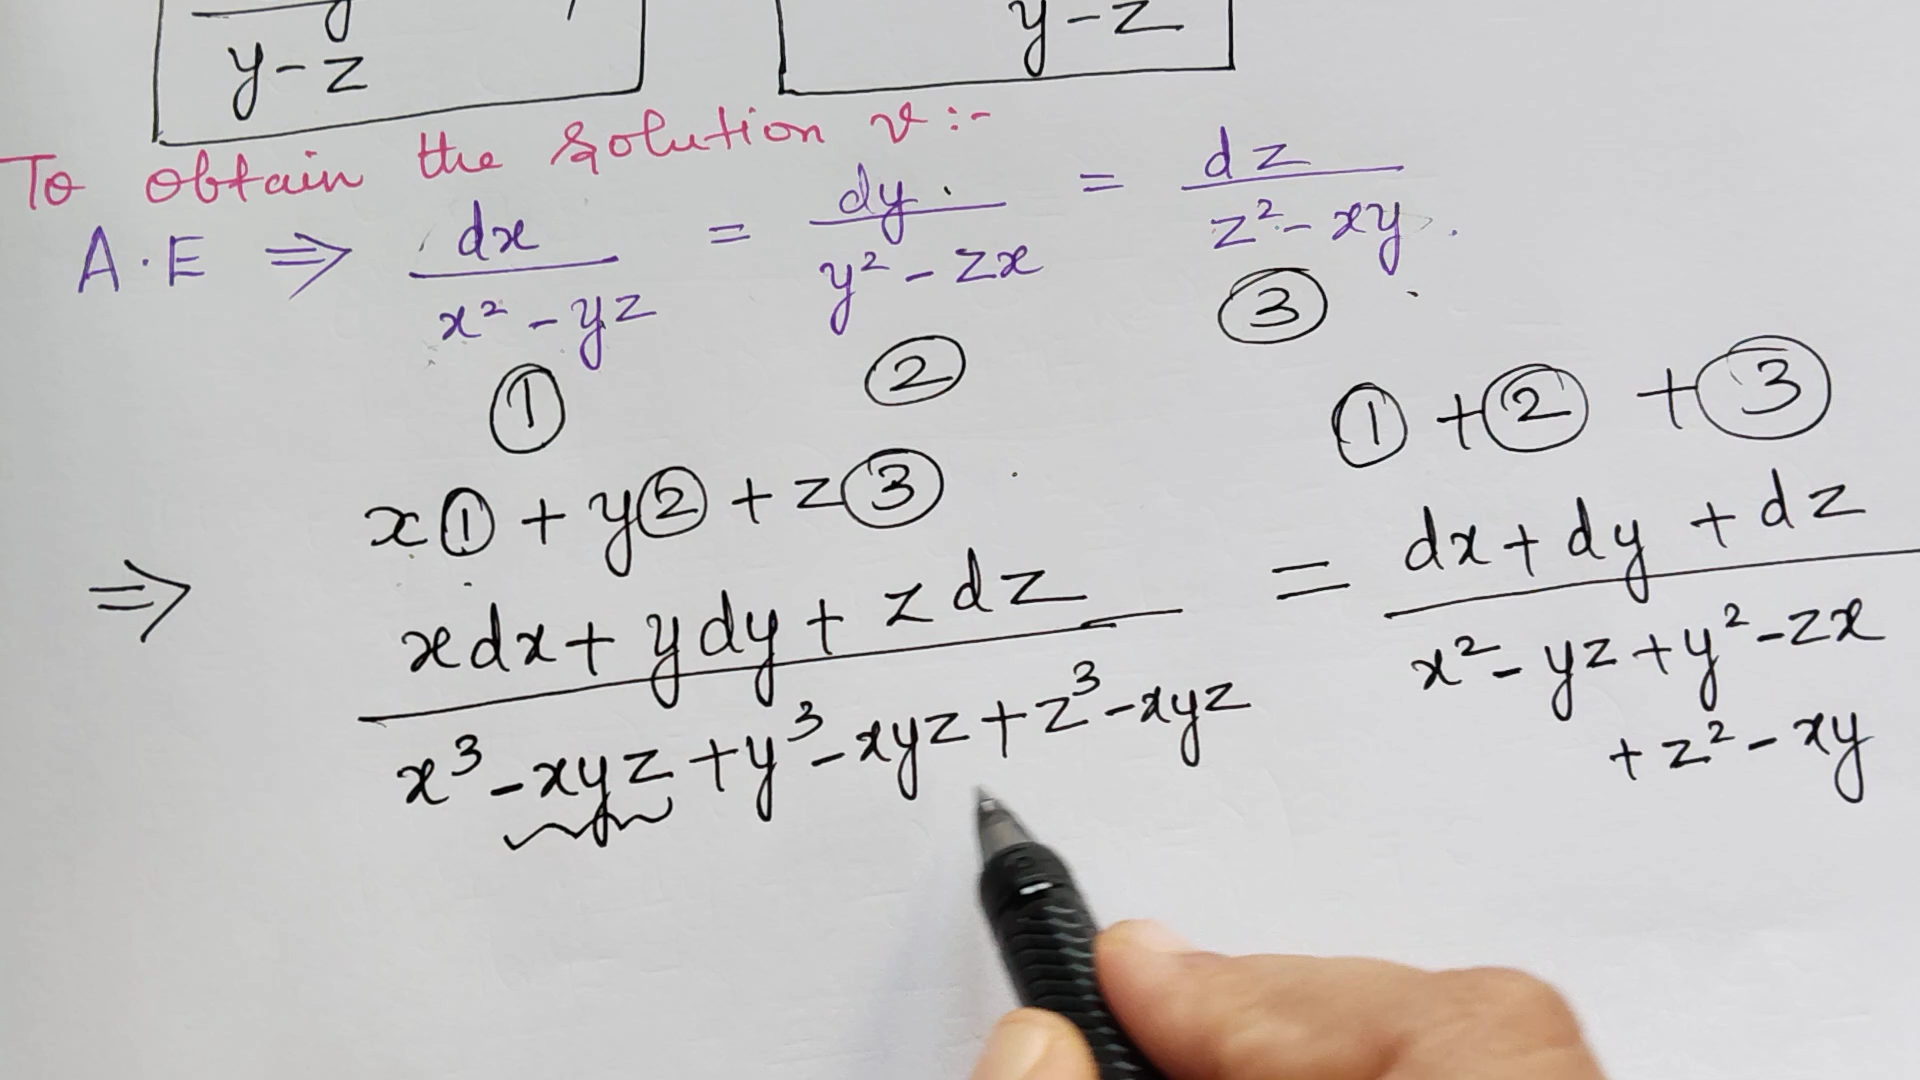 y-z
y-z
To obtain the solution v:-
A.E ⇒ dx/(x² - yz) = dy/(y² - zx) = dz/(z² - xy).
① ② ③
x① + y② + z③
① + ② + ③
⇒ (xdx + ydy + zdz)/(x³ - xyz + y³ - xyz + z³ - xyz) = (dx + dy + dz)/(x² - yz + y² - zx + z² - xy)